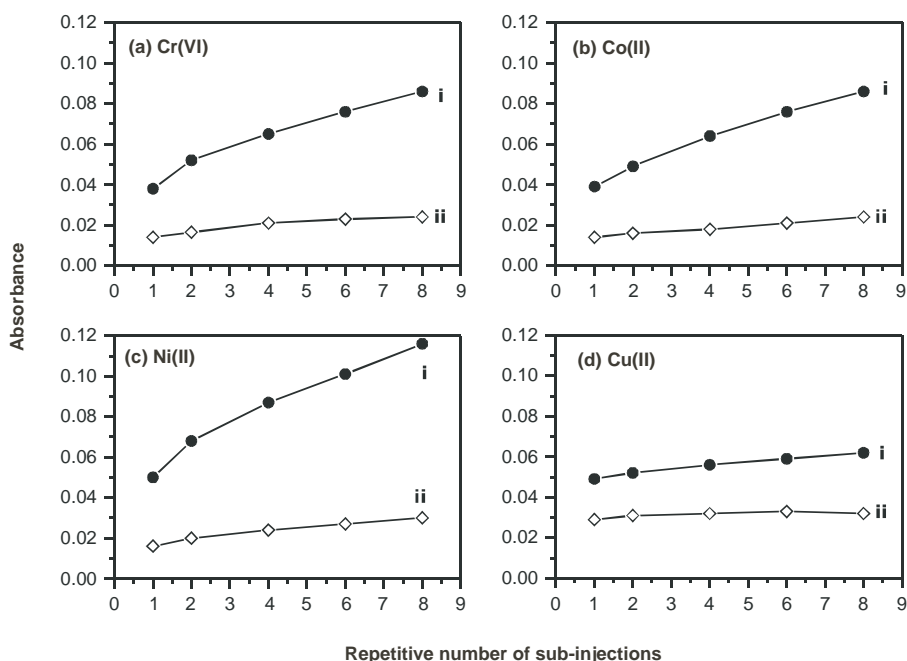 (a) Cr(VI)
0.12
0.10
0.08
0.06
0.04
0.02
0.00
i
ii
0 1 2 3 4 5 6 7 8 9
(b) Co(II)
0.12
0.10
0.08
0.06
0.04
0.02
0.00
i
ii
0 1 2 3 4 5 6 7 8 9
Absorbance
(c) Ni(II)
0.12
0.10
0.08
0.06
0.04
0.02
0.00
i
ii
0 1 2 3 4 5 6 7 8 9
(d) Cu(II)
0.12
0.10
0.08
0.06
0.04
0.02
0.00
i
ii
0 1 2 3 4 5 6 7 8 9
Repetitive number of sub-injections